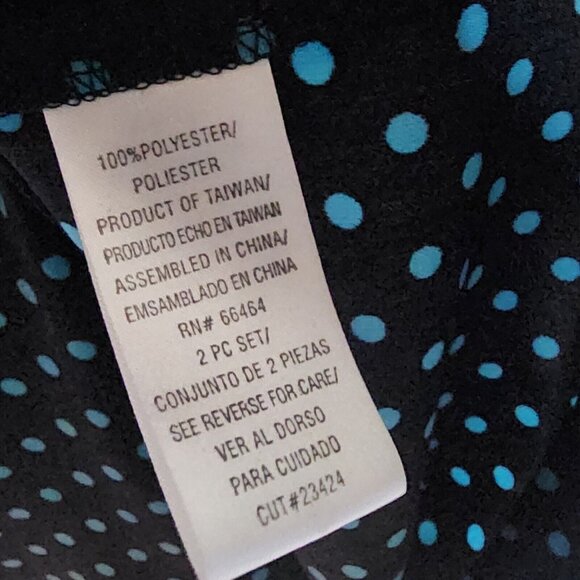 100%POLYESTER/
POLIESTER
PRODUCT OF TAIWAN/
PRODUCTO ECHO EN TAIWAN
ASSEMBLED IN CHINA/
EMSAMBLADO EN CHINA
RN# 66464
2 PC SET/
CONJUNTO DE 2 PIEZAS
SEE REVERSE FOR CARE/
VER AL DORSO
PARA CUIDADO
CUT#23424